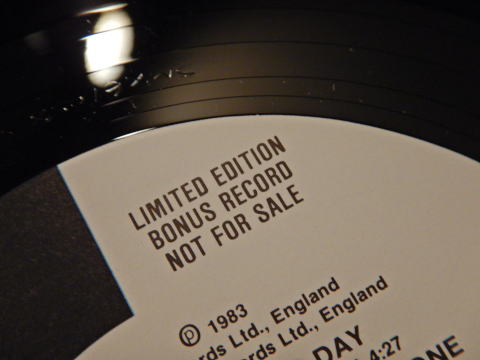 LIMITED EDITION
BONUS RECORD
NOT FOR SALE
℗ 1983
rds Ltd., England
rds Ltd., England
DAY
4:27
ONE